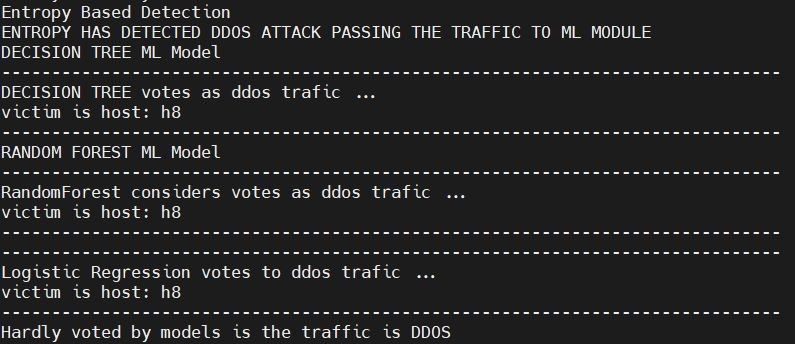 Entropy Based Detection
ENTROPY HAS DETECTED DDOS ATTACK PASSING THE TRAFFIC TO ML MODULE
DECISION TREE ML Model
------------------------------------------------------------------------------
DECISION TREE votes as ddos trafic ...
victim is host: h8
------------------------------------------------------------------------------
RANDOM FOREST ML Model
------------------------------------------------------------------------------
RandomForest considers votes as ddos trafic ...
victim is host: h8
------------------------------------------------------------------------------
------------------------------------------------------------------------------
Logistic Regression votes to ddos trafic ...
victim is host: h8
------------------------------------------------------------------------------
Hardly voted by models is the traffic is DDOS